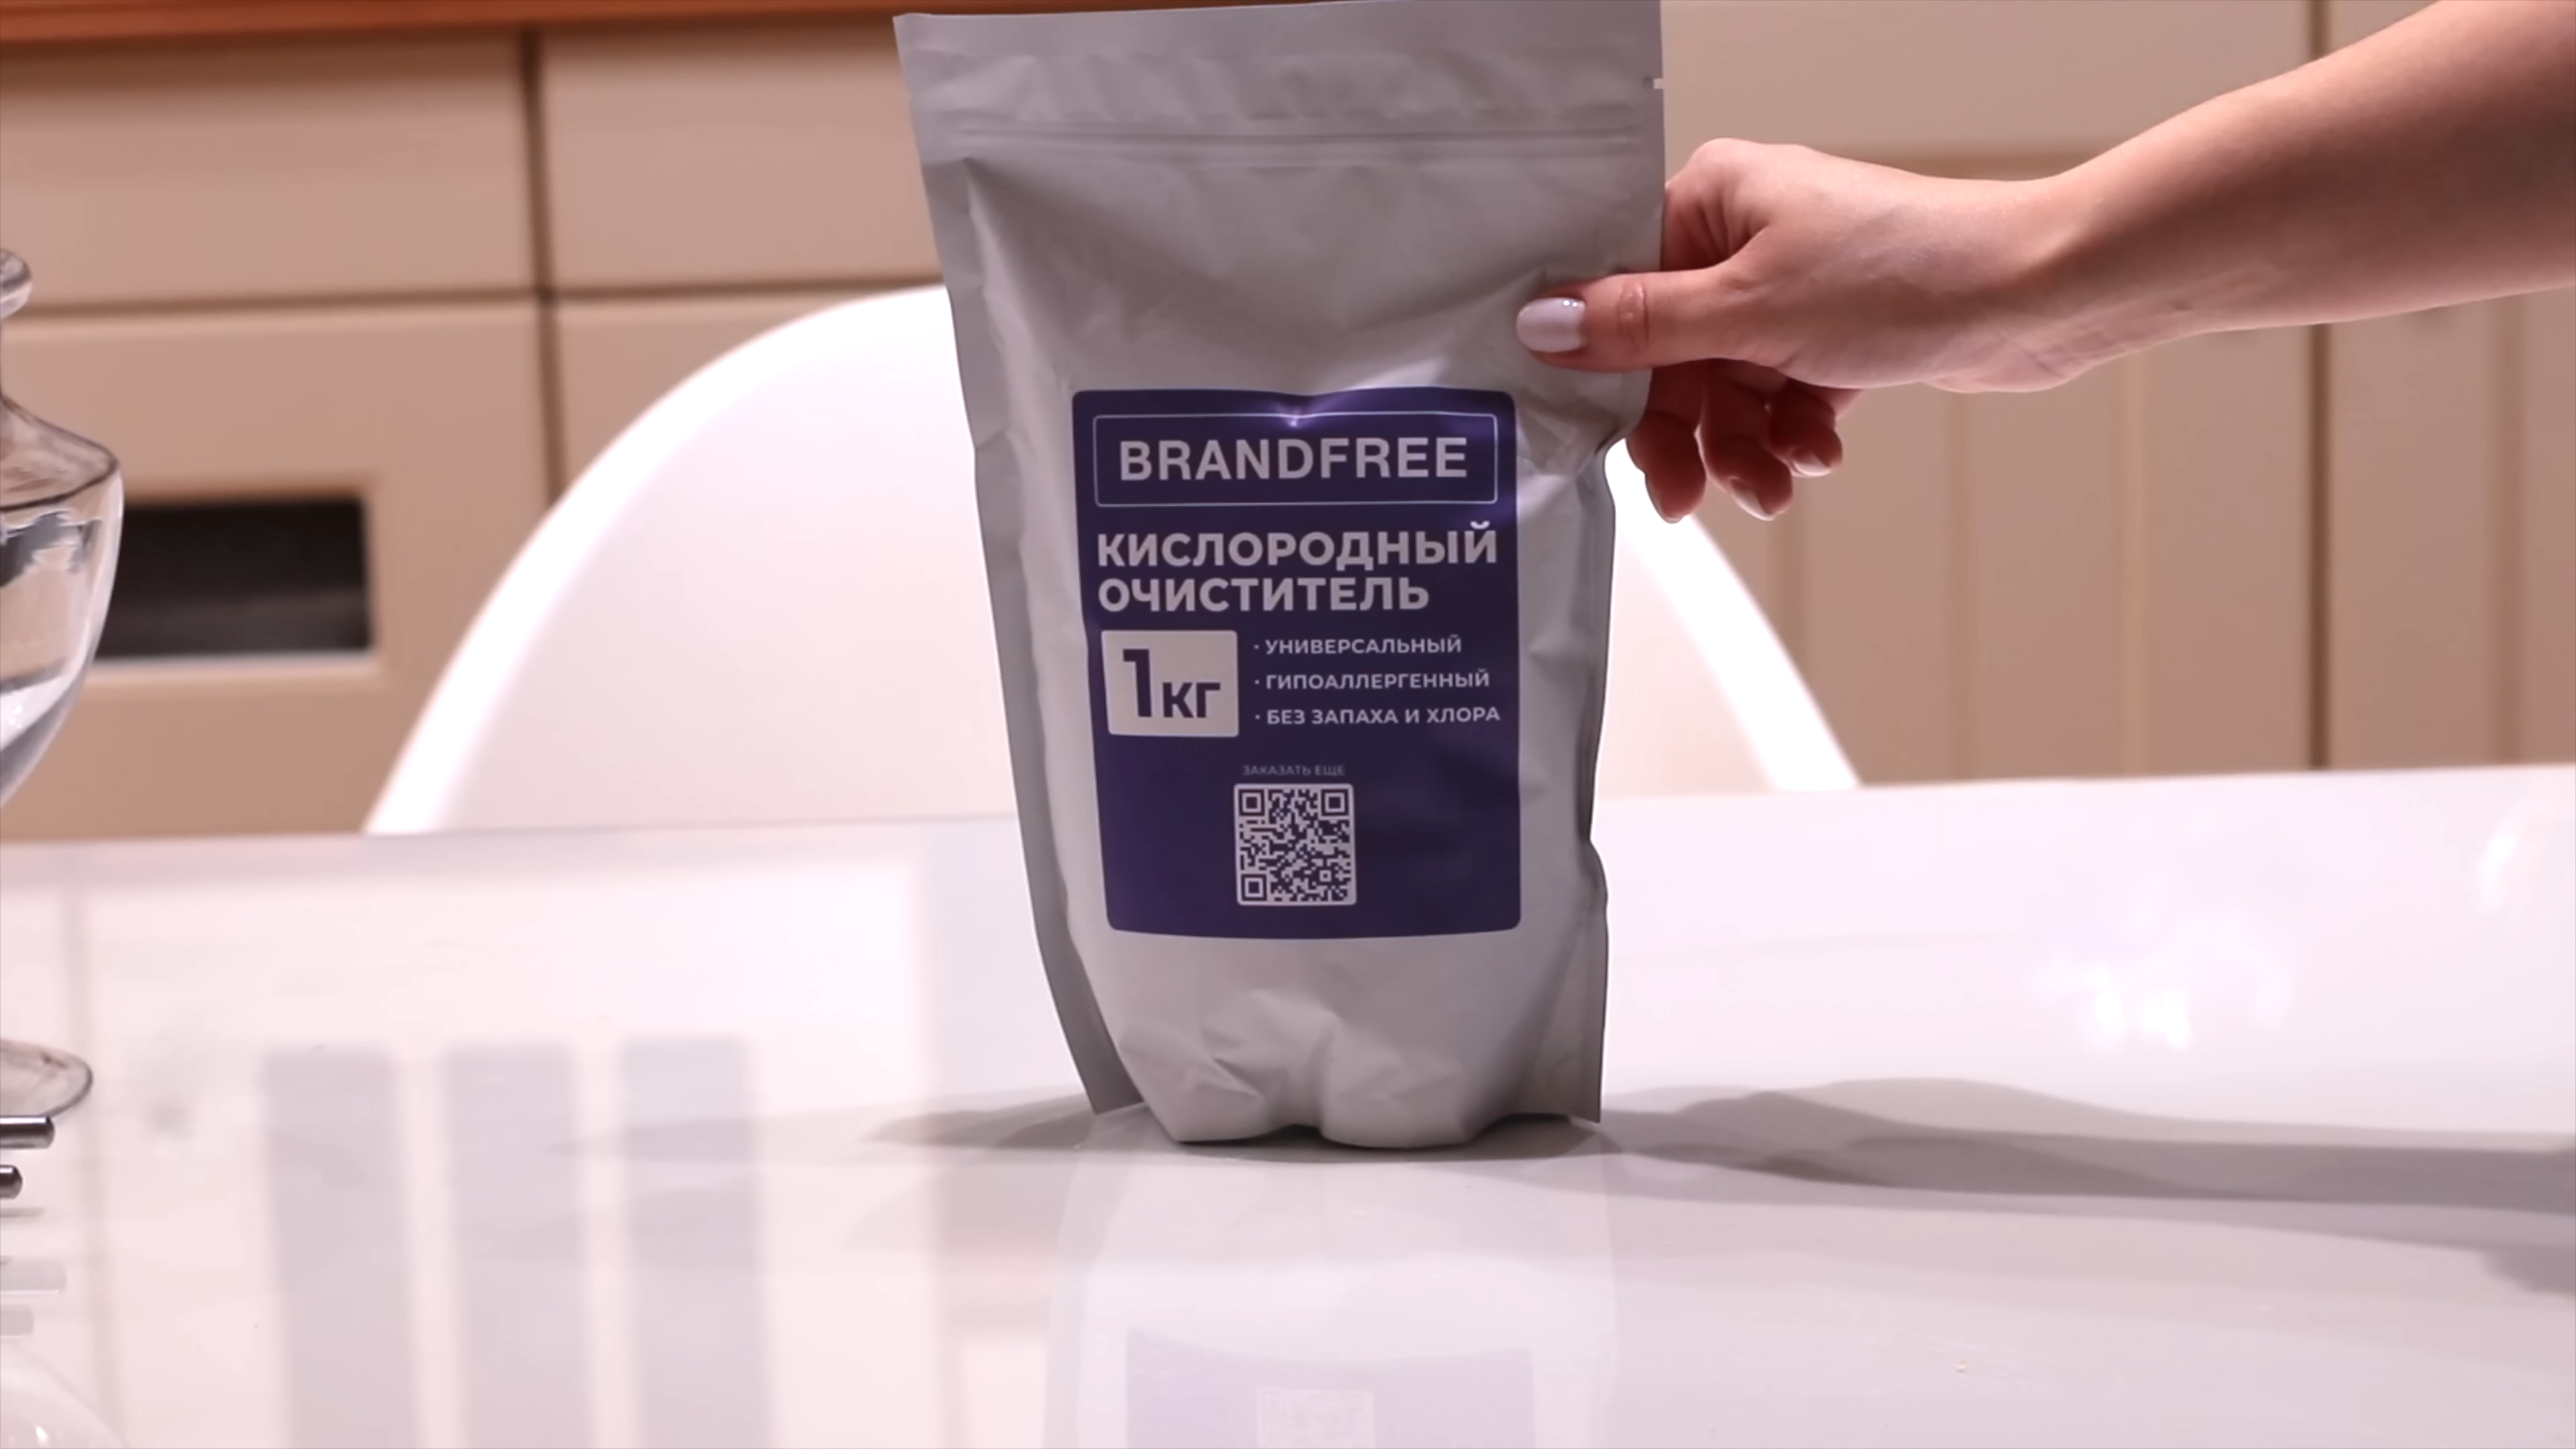 BRANDFREE
КИСЛОРОДНЫЙ
ОЧИСТИТЕЛЬ
1кг
· УНИВЕРСАЛЬНЫЙ
· ГИПОАЛЛЕРГЕННЫЙ
· БЕЗ ЗАПАХА И ХЛОРА
ЗАКАЗАТЬ ЕЩЕ